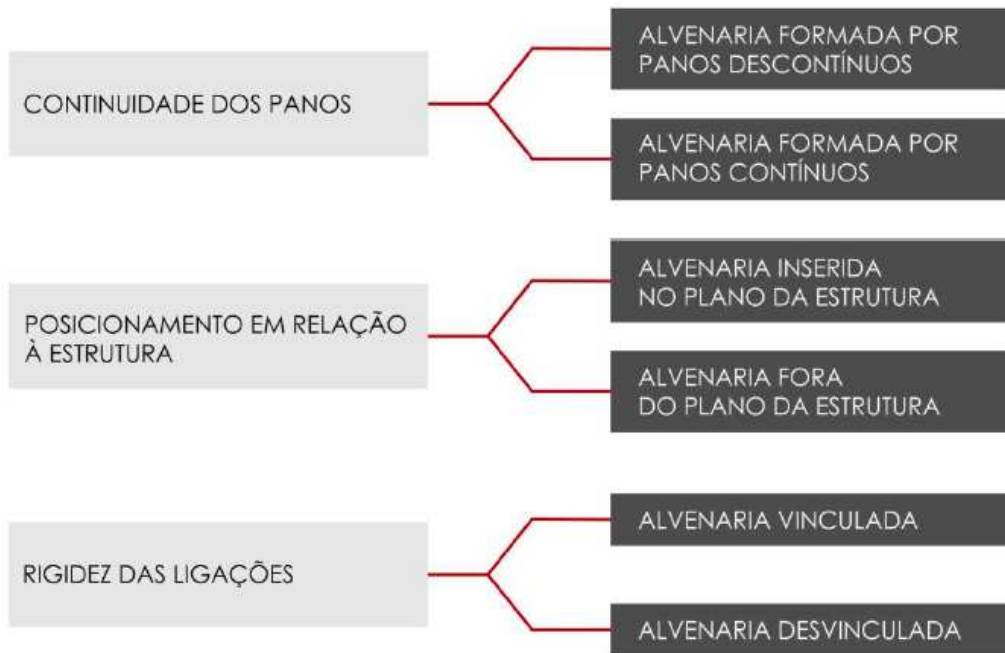 CONTINUIDADE DOS PANOS
ALVENARIA FORMADA POR
PANOS DESCONTÍNUOS
ALVENARIA FORMADA POR
PANOS CONTÍNUOS
POSICIONAMENTO EM RELAÇÃO
À ESTRUTURA
ALVENARIA INSERIDA
NO PLANO DA ESTRUTURA
ALVENARIA FORA
DO PLANO DA ESTRUTURA
RIGIDEZ DAS LIGAÇÕES
ALVENARIA VINCULADA
ALVENARIA DESVINCULADA